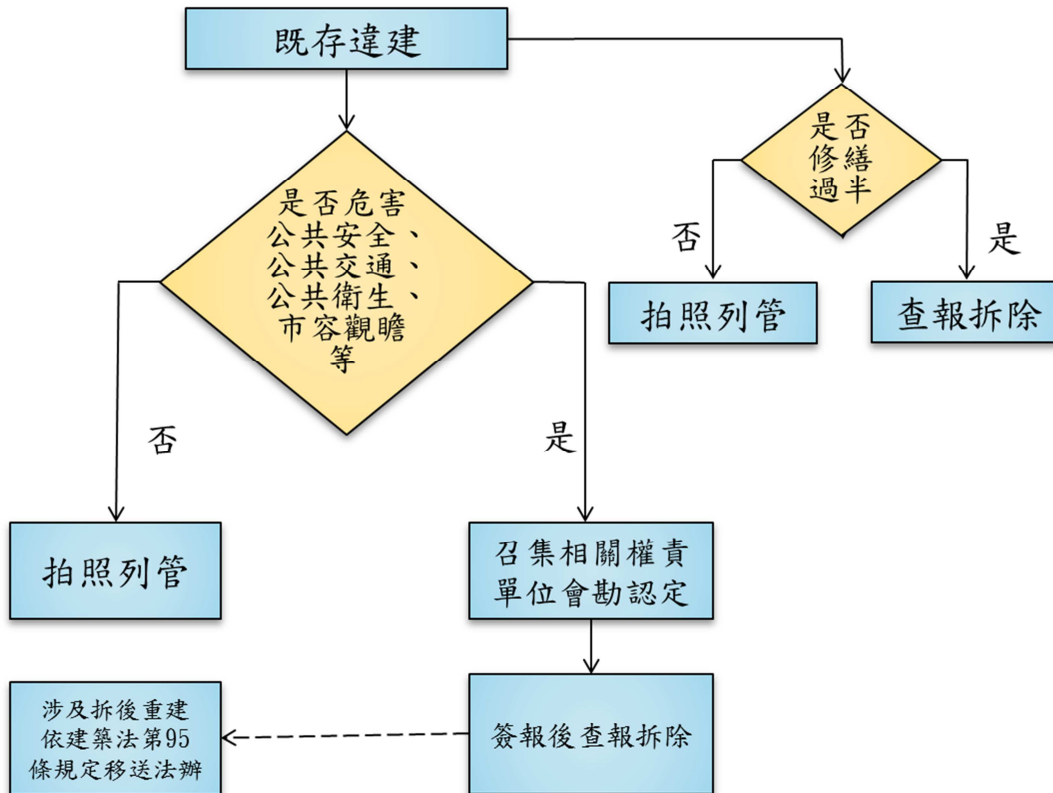 既存違建
是否
修繕
過半
是否危害
公共安全、
公共交通、
公共衛生、
市容觀瞻
等
否
是
拍照列管
查報拆除
否
是
拍照列管
召集相關權責
單位會勘認定
涉及拆後重建
依建築法第95
條規定移送法辦
簽報後查報拆除